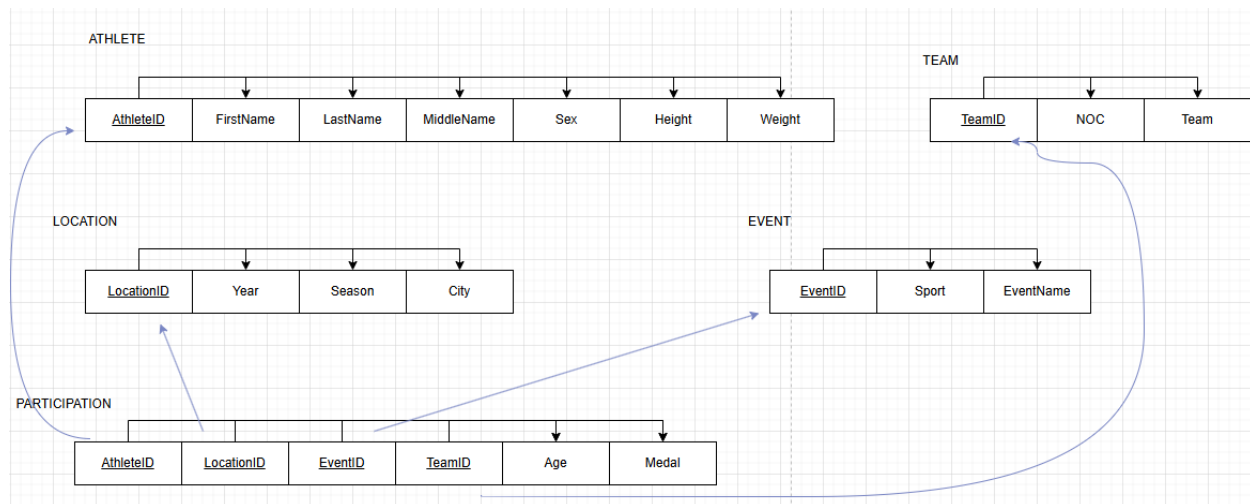 ATHLETE
TEAM
AthleteID FirstName LastName MiddleName Sex Height Weight
TeamID NOC Team
LOCATION
EVENT
LocationID Year Season City
EventID Sport EventName
PARTICIPATION
AthleteID LocationID EventID TeamID Age Medal